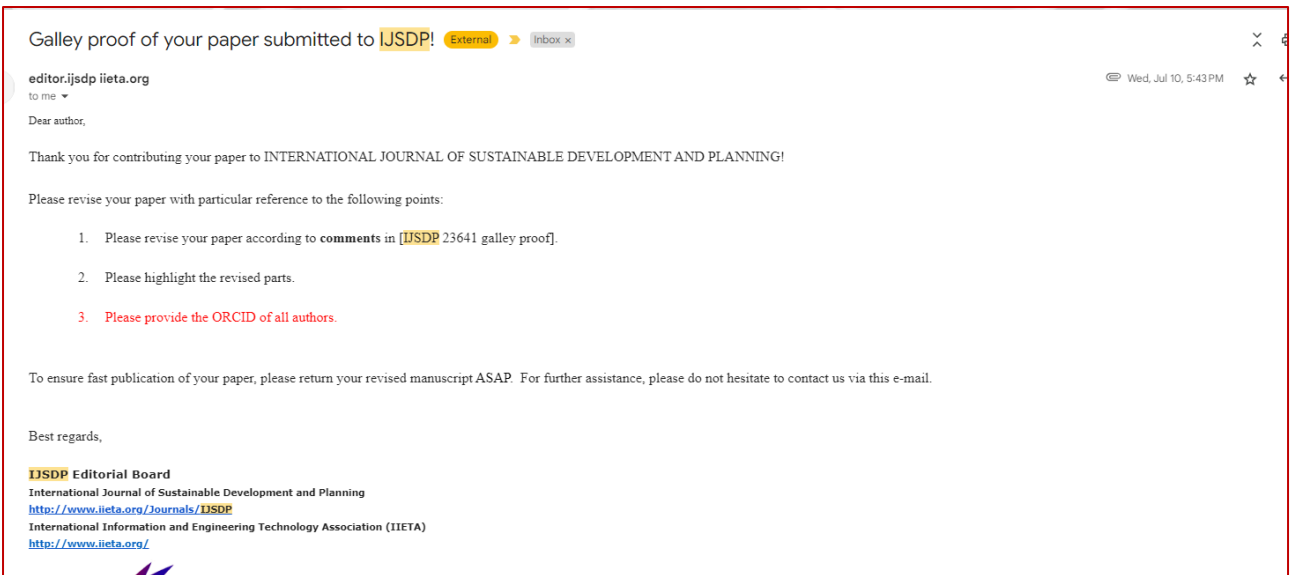 Galley proof of your paper submitted to IJSDP! External Inbox ×
editor.ijsdp iieta.org
Wed, Jul 10, 5:43 PM
to me
Dear author,
Thank you for contributing your paper to INTERNATIONAL JOURNAL OF SUSTAINABLE DEVELOPMENT AND PLANNING!
Please revise your paper with particular reference to the following points:
1. Please revise your paper according to comments in [IJSDP 23641 galley proof].
2. Please highlight the revised parts.
3. Please provide the ORCID of all authors.
To ensure fast publication of your paper, please return your revised manuscript ASAP. For further assistance, please do not hesitate to contact us via this e-mail.
Best regards,
IJSDP Editorial Board
International Journal of Sustainable Development and Planning
http://www.iieta.org/Journals/IJSDP
International Information and Engineering Technology Association (IIETA)
http://www.iieta.org/